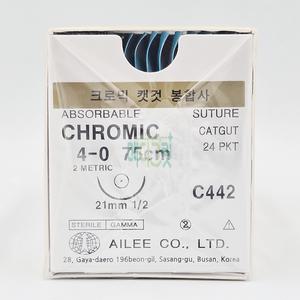 크로믹 캣컷 봉합사
ABSORBABLE SUTURE
CHROMIC CATGUT
4-0 75cm 24 PKT
2 METRIC
C442
21mm 1/2
STERILE GAMMA
AILEE CO., LTD.
28, Gaya-daero 196beon-gil, Sasang-gu, Busan, Korea